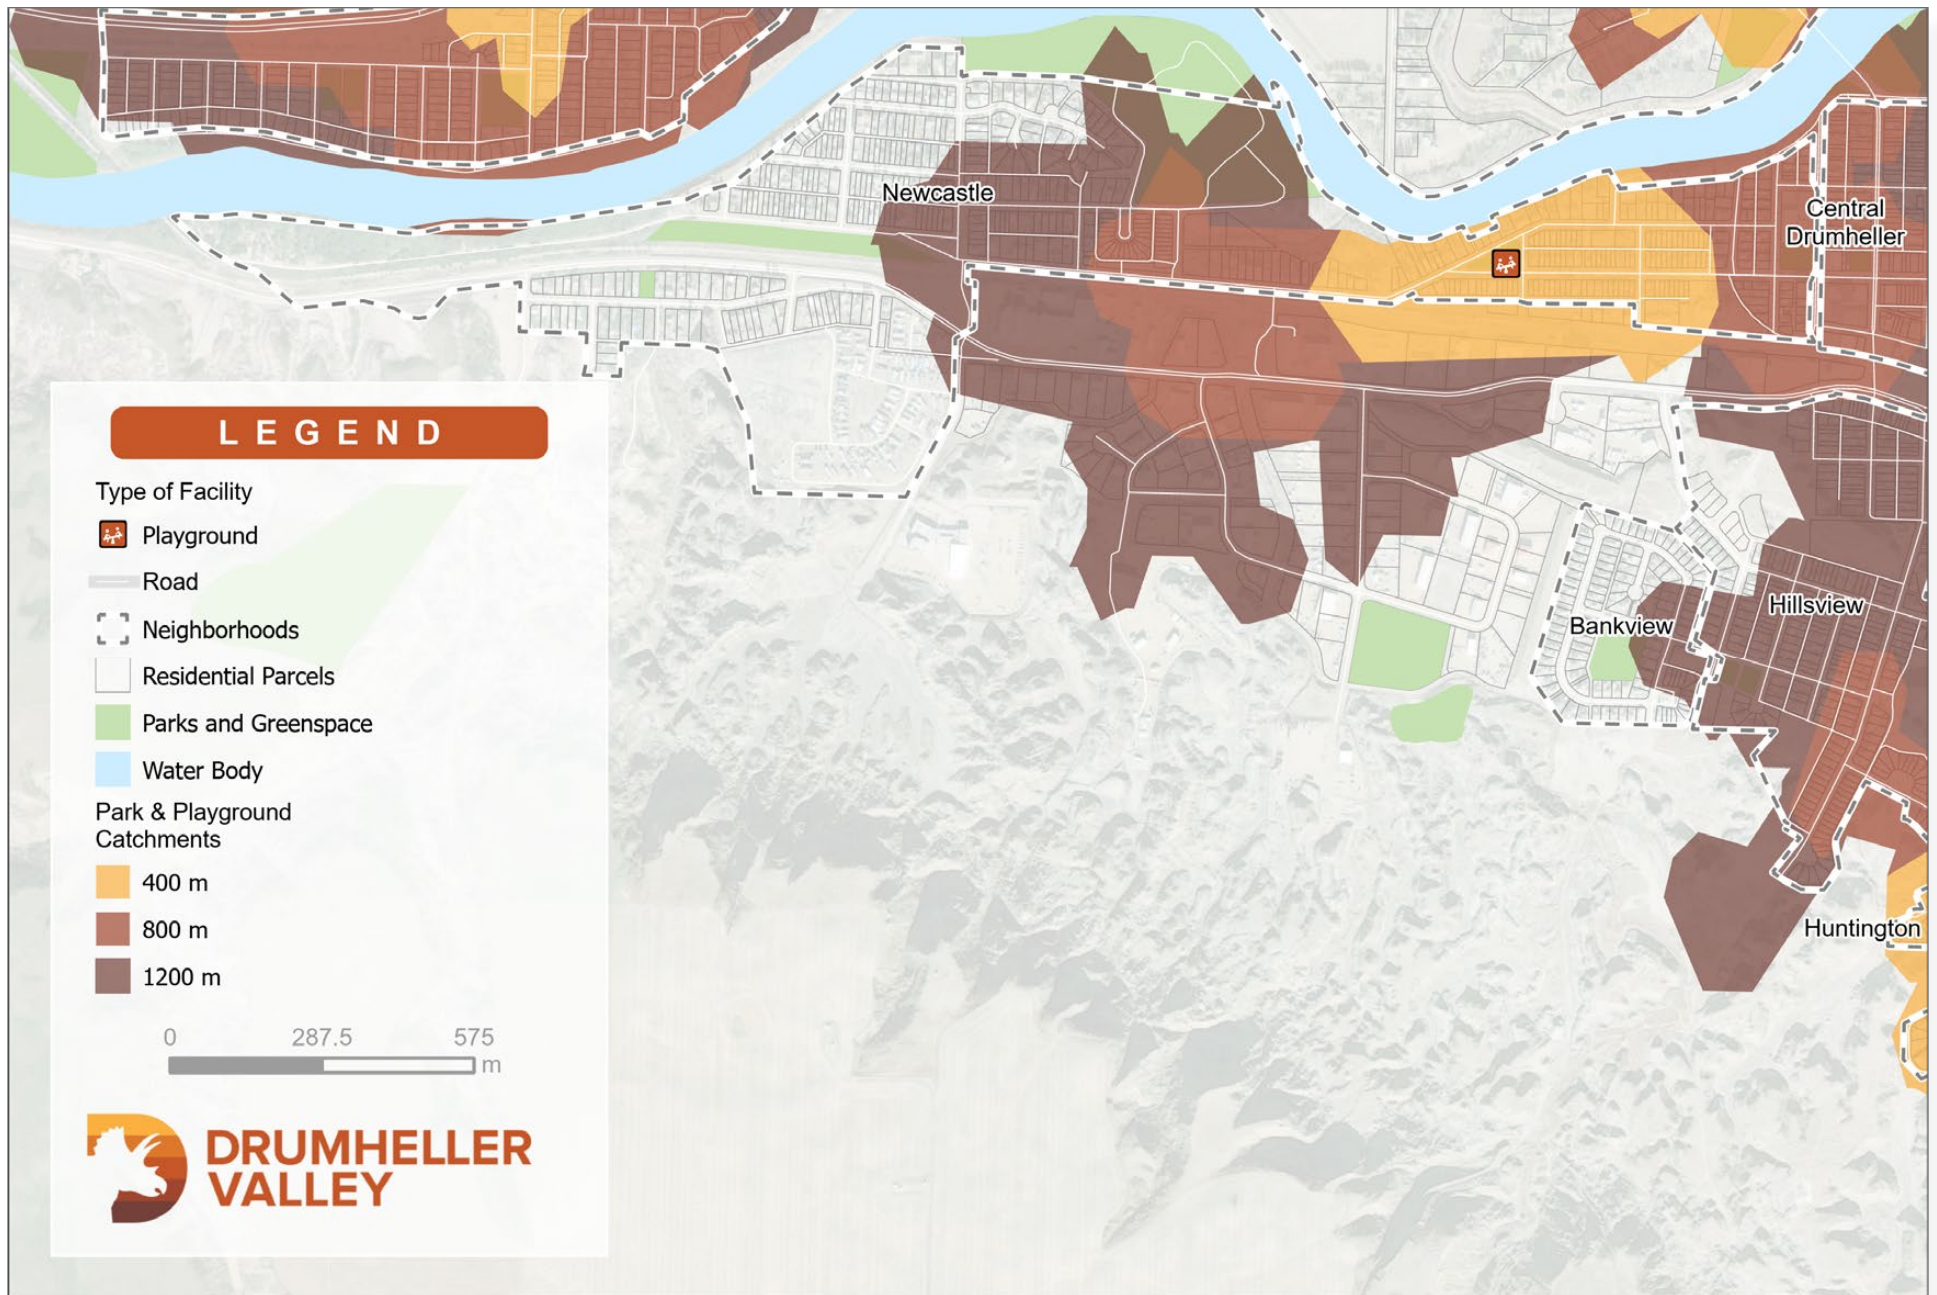 Newcastle
Central
Drumheller
LEGEND
Type of Facility
Playground
Road
Neighborhoods
Residential Parcels
Parks and Greenspace
Water Body
Park & Playground
Catchments
400 m
800 m
1200 m
0 287.5 575
m
DRUMHELLER
VALLEY
Hillsview
Bankview
Huntington